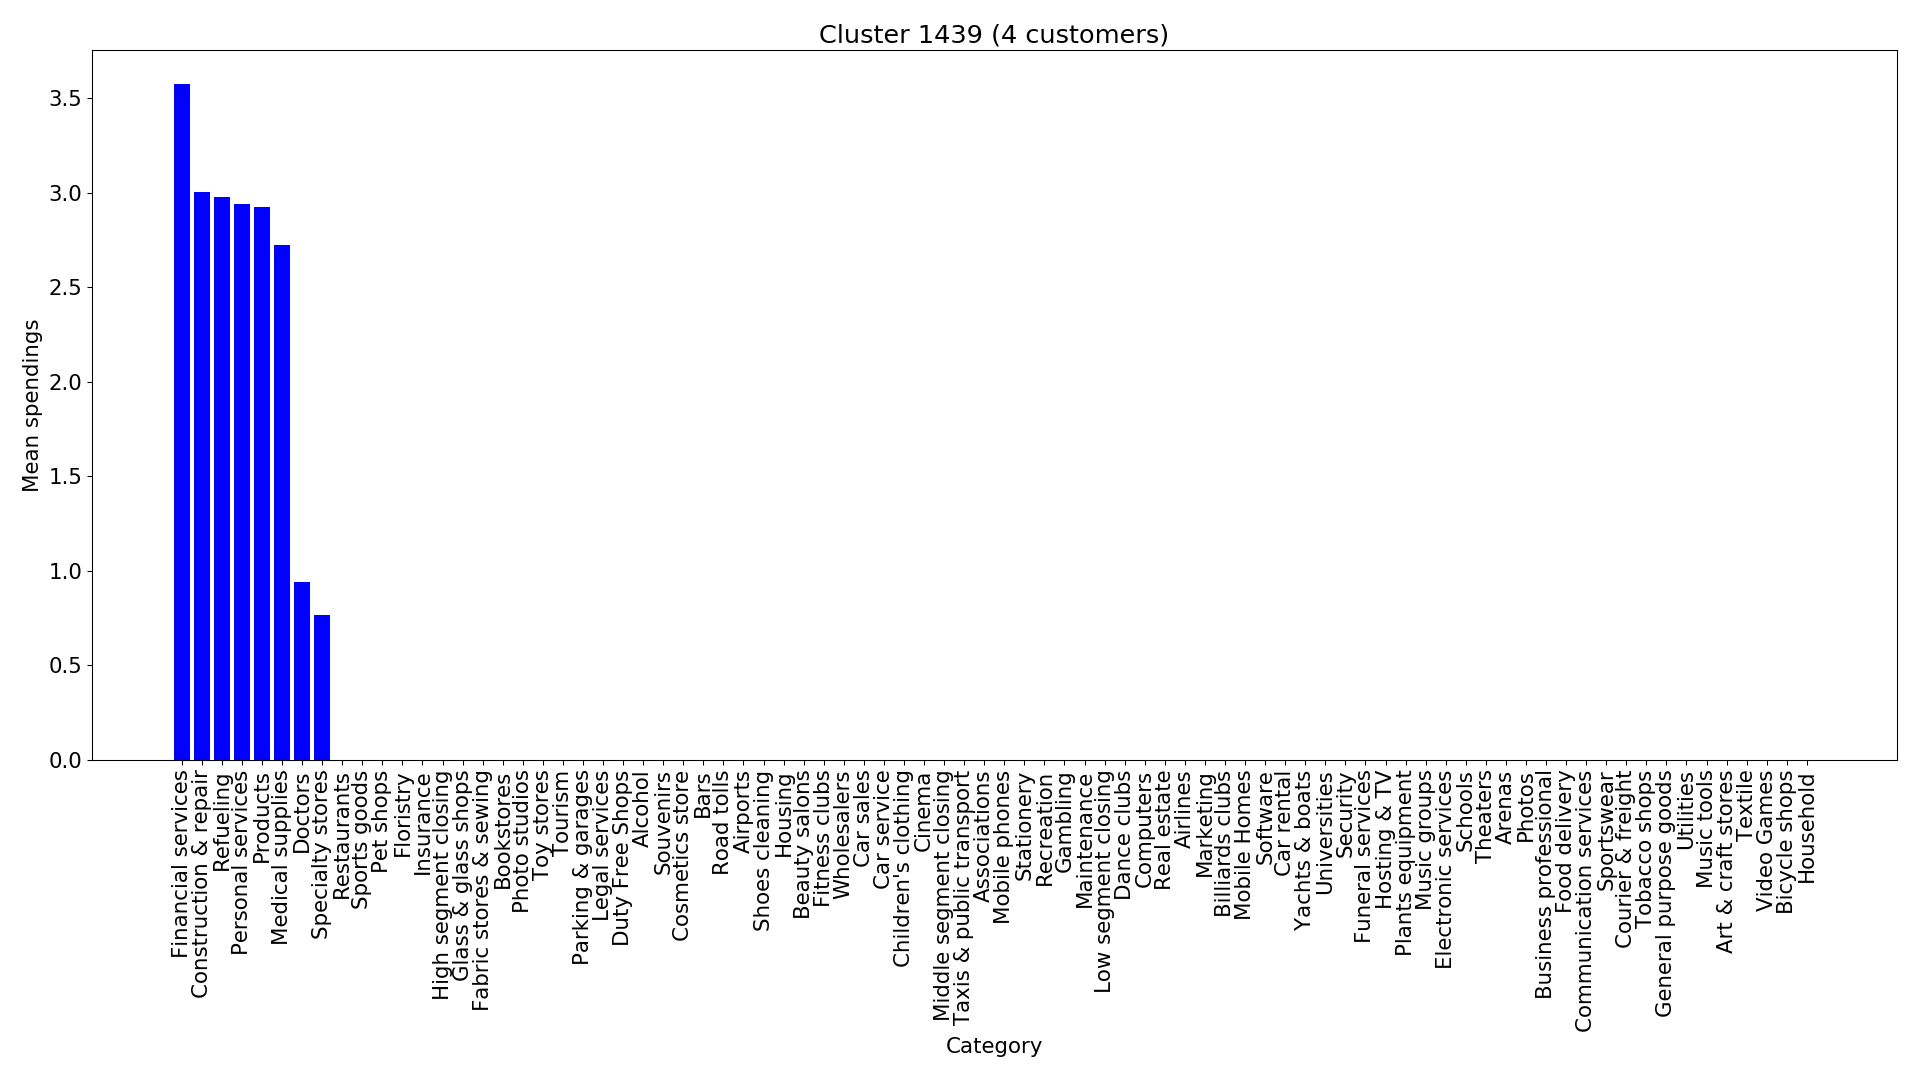 Cluster 1439 (4 customers)
Mean spendings
3.5
3.0
2.5
2.0
1.5
1.0
0.5
0.0
Financial services
Construction & repair
Refueling
Personal services
Products
Medical supplies
Doctors
Specialty stores
Restaurants
Sports goods
Pet shops
Floristry
Insurance
High segment closing
Glass & glass shops
Fabric stores & sewing
Bookstores
Photo studios
Toy stores
Tourism
Parking & garages
Legal services
Duty Free Shops
Alcohol
Souvenirs
Cosmetics store
Bars
Road tolls
Airports
Shoes cleaning
Housing
Beauty salons
Fitness clubs
Wholesalers
Car sales
Car service
Children's clothing
Cinema
Middle segment closing
Taxis & public transport
Associations
Mobile phones
Stationery
Recreation
Gambling
Maintenance
Low segment closing
Dance clubs
Computers
Real estate
Airlines
Marketing
Billiards clubs
Mobile Homes
Software
Car rental
Yachts & boats
Universities
Security
Funeral services
Hosting & TV
Plants equipment
Music groups
Electronic services
Schools
Theaters
Arenas
Photos
Business professional
Food delivery
Communication services
Sportswear
Courier & freight
Tobacco shops
General purpose goods
Utilities
Music tools
Art & craft stores
Textile
Video Games
Bicycle shops
Household
Category